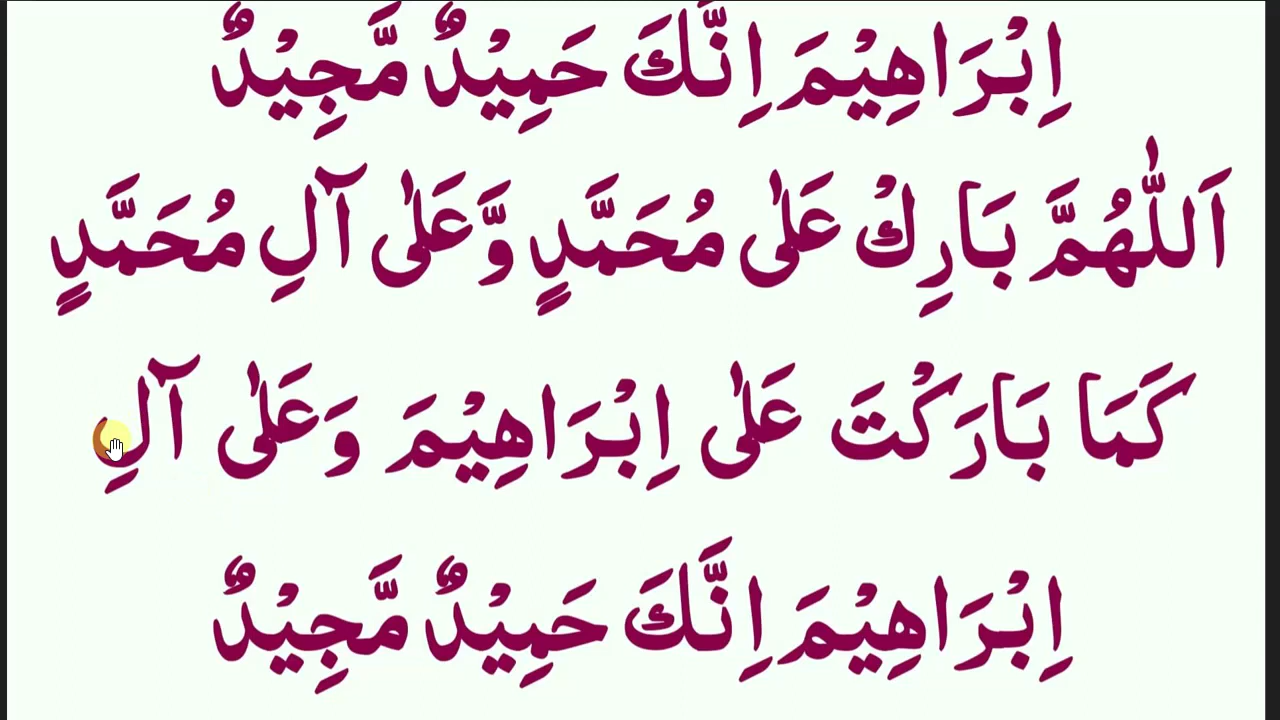 اِبْرَاهِيْمَ اِنَّكَ حَمِيْدٌ مَّجِيْدٌ
اَللّٰهُمَّ بَارِكْ عَلٰى مُحَمَّدٍ وَّعَلٰى آلِ مُحَمَّدٍ
كَمَا بَارَكْتَ عَلٰى اِبْرَاهِيْمَ وَعَلٰى آلِ
اِبْرَاهِيْمَ اِنَّكَ حَمِيْدٌ مَّجِيْدٌ